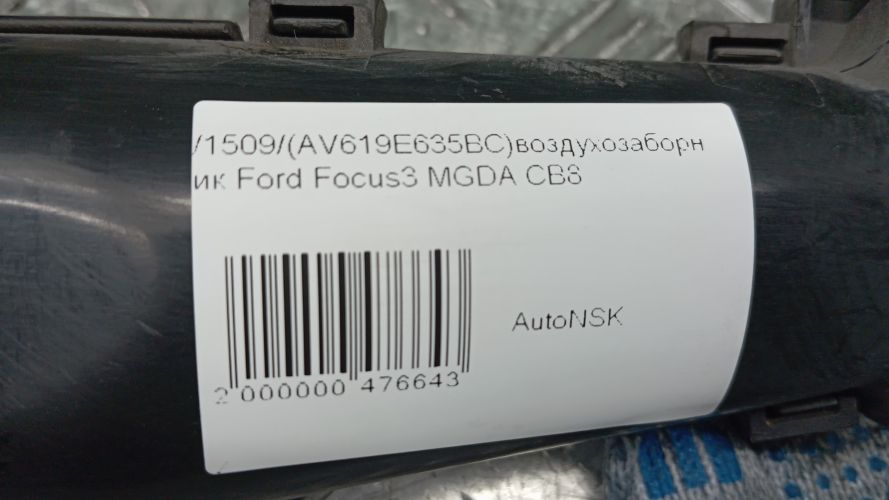 /1509/(AV619E635BC)воздухозаборн
ик Ford Focus3 MGDA CB8
AutoNSK
2 000000 476643